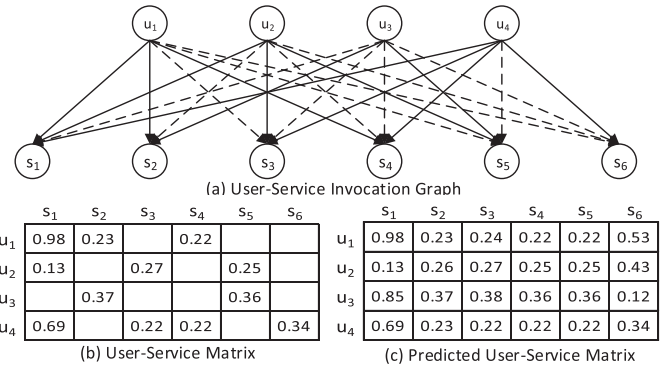 u1 u2 u3 u4
s1 s2 s3 s4 s5 s6
(a) User-Service Invocation Graph
s1 s2 s3 s4 s5 s6
u1 0.98 0.23 0.22
u2 0.13 0.27 0.25
u3 0.37 0.36
u4 0.69 0.22 0.22 0.34
(b) User-Service Matrix
s1 s2 s3 s4 s5 s6
u1 0.98 0.23 0.24 0.22 0.22 0.53
u2 0.13 0.26 0.27 0.25 0.25 0.43
u3 0.85 0.37 0.38 0.36 0.36 0.12
u4 0.69 0.23 0.22 0.22 0.22 0.34
(c) Predicted User-Service Matrix